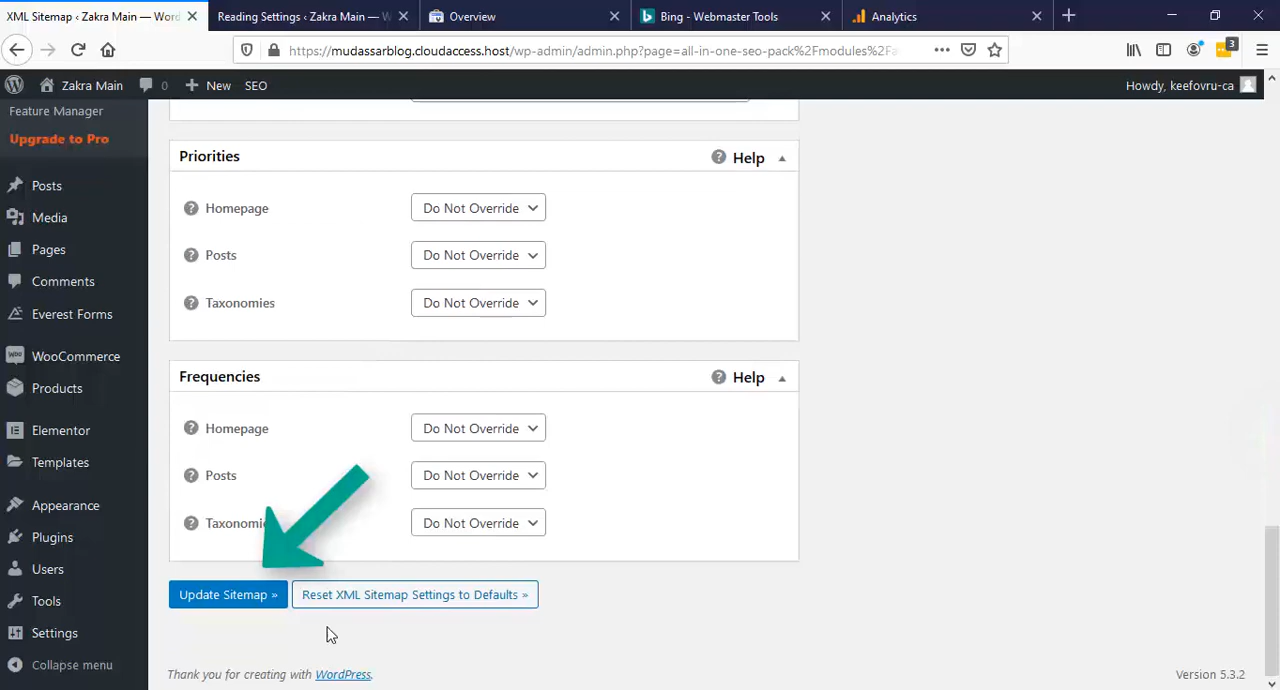 XML Sitemap ‹ Zakra Main — Word
Reading Settings ‹ Zakra Main — W
Overview
Bing - Webmaster Tools
Analytics
https://mudassarblog.cloudaccess.host/wp-admin/admin.php?page=all-in-one-seo-pack%2Fmodules%2Fa
3
Zakra Main
0
New
SEO
Howdy, keefovru-ca
Feature Manager
Upgrade to Pro
Posts
Media
Pages
Comments
Everest Forms
WooCommerce
Products
Elementor
Templates
Appearance
Plugins
Users
Tools
Settings
Collapse menu
Priorities
Help
Homepage
Do Not Override
Posts
Do Not Override
Taxonomies
Do Not Override
Frequencies
Help
Homepage
Do Not Override
Posts
Do Not Override
Taxonomi
Do Not Override
Update Sitemap »
Reset XML Sitemap Settings to Defaults »
Thank you for creating with WordPress.
Version 5.3.2